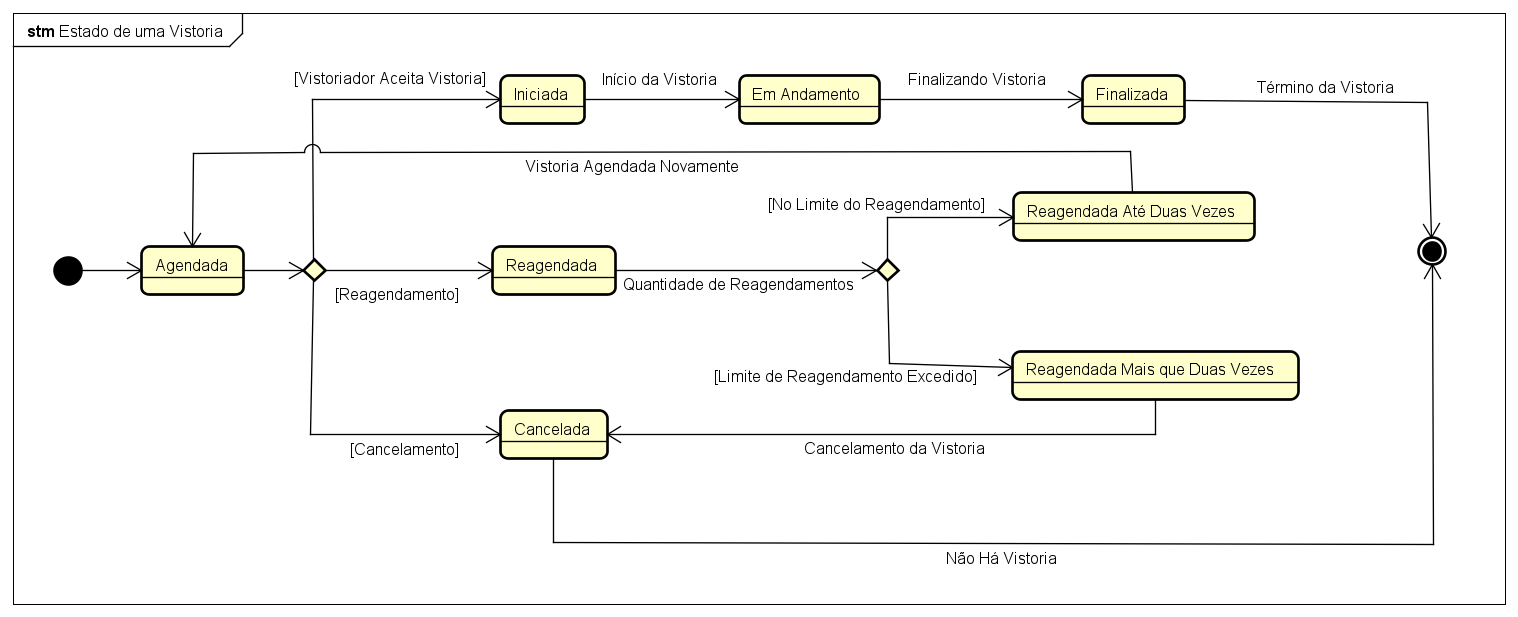 stm Estado de uma Vistoria
[Vistoriador Aceita Vistoria]
Iniciada
Início da Vistoria
Em Andamento
Finalizando Vistoria
Finalizada
Término da Vistoria
Vistoria Agendada Novamente
[No Limite do Reagendamento]
Reagendada Até Duas Vezes
Agendada
[Reagendamento]
Reagendada
Quantidade de Reagendamentos
[Limite de Reagendamento Excedido]
Reagendada Mais que Duas Vezes
[Cancelamento]
Cancelada
Cancelamento da Vistoria
Não Há Vistoria